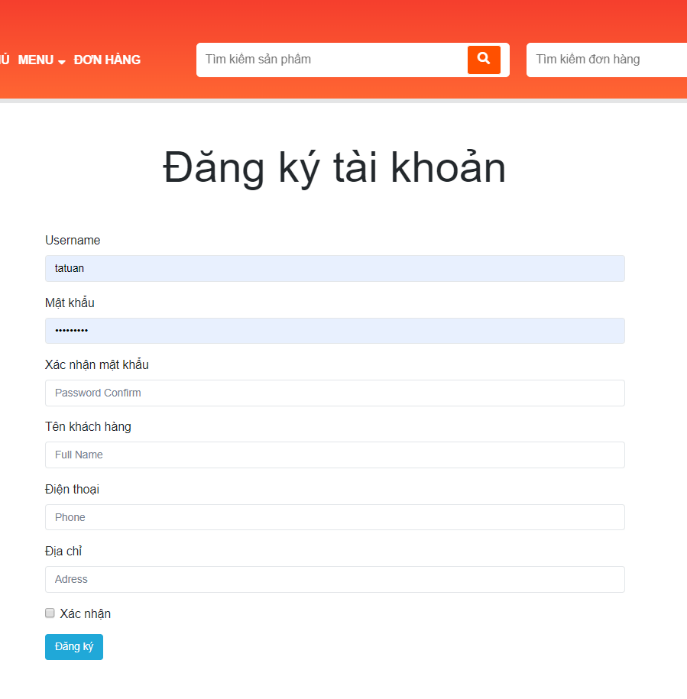 MENU ĐƠN HÀNG
Tìm kiếm sản phẩm
Tìm kiếm đơn hàng
Đăng ký tài khoản
Username
tatuan
Mật khẩu
•••••••••
Xác nhận mật khẩu
Password Confirm
Tên khách hàng
Full Name
Điện thoại
Phone
Địa chỉ
Adress
Xác nhận
Đăng ký